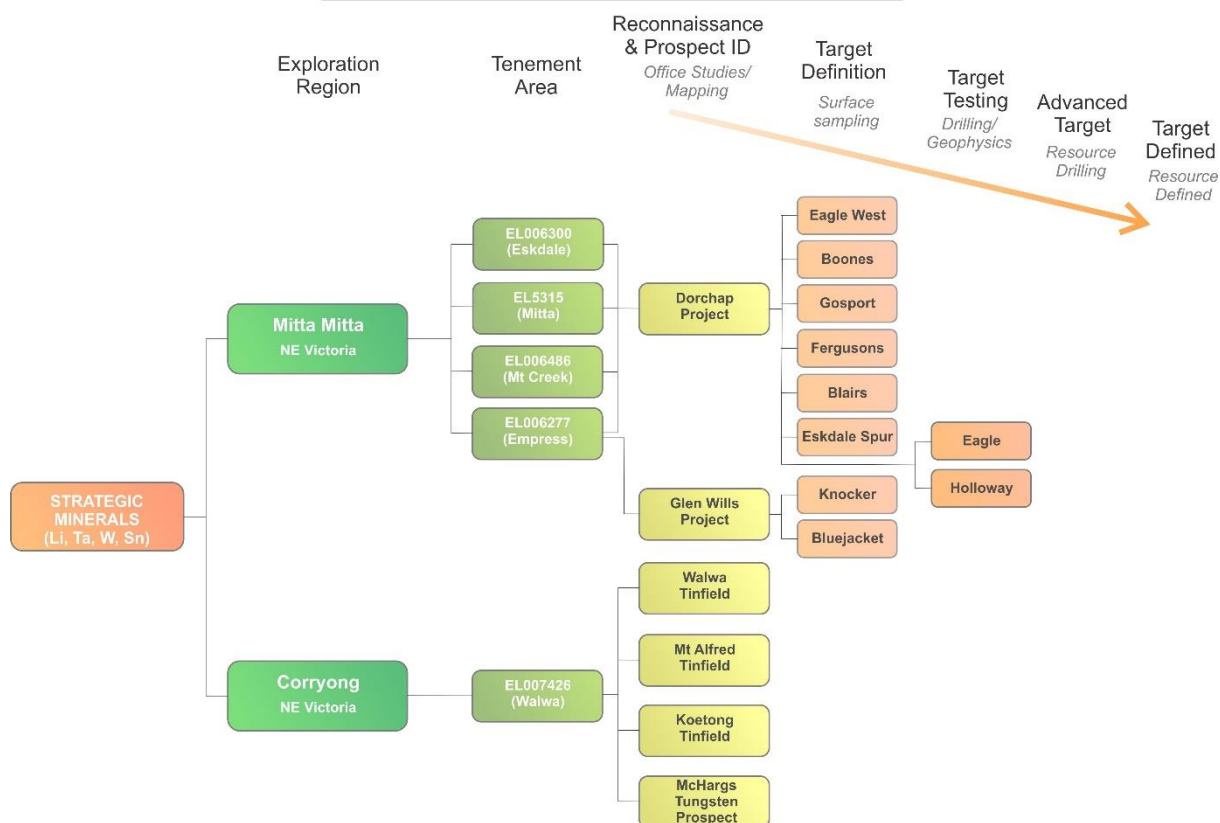 Exploration
Region
Tenement
Area
Reconnaissance
& Prospect ID
Office Studies/
Mapping
Target
Definition
Surface
sampling
Target
Testing
Drilling/
Geophysics
Advanced
Target
Resource
Drilling
Target
Defined
Resource
Defined
STRATEGIC
MINERALS
(Li, Ta, W, Sn)
Mitta Mitta
NE Victoria
EL006300
(Eskdale)
EL5315
(Mitta)
EL006486
(Mt Creek)
EL006277
(Empress)
Dorchap
Project
Eagle West
Boones
Gosport
Fergusons
Blairs
Eskdale Spur
Eagle
Holloway
Glen Wills
Project
Knocker
Bluejacket
Corryong
NE Victoria
EL007426
(Walwa)
Walwa
Tinfield
Mt Alfred
Tinfield
Koetong
Tinfield
McHargs
Tungsten
Prospect